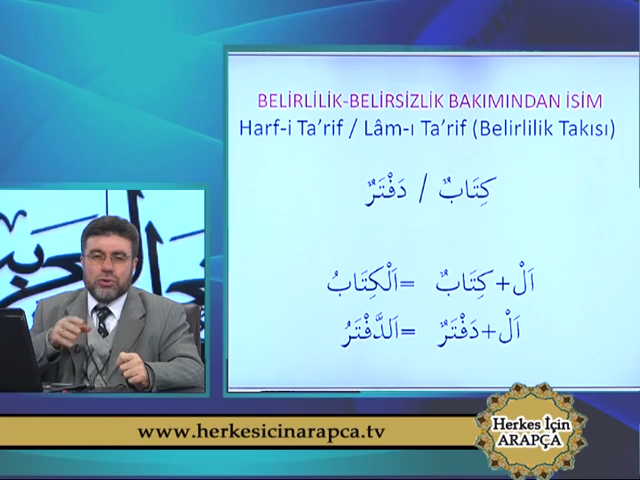 BELİRLİLİK-BELİRSİZLİK BAKIMINDAN İSİM
Harf-i Ta’rif / Lâm-ı Ta’rif (Belirlilik Takısı)
كِتَابٌ / دَفْتَرٌ
اَلْ+كِتَابٌ =اَلْكِتَابُ
اَلْ+دَفْتَرٌ =اَلدَّفْتَرُ
www.herkesicinarapca.tv
Herkes İçin
ARAPÇA